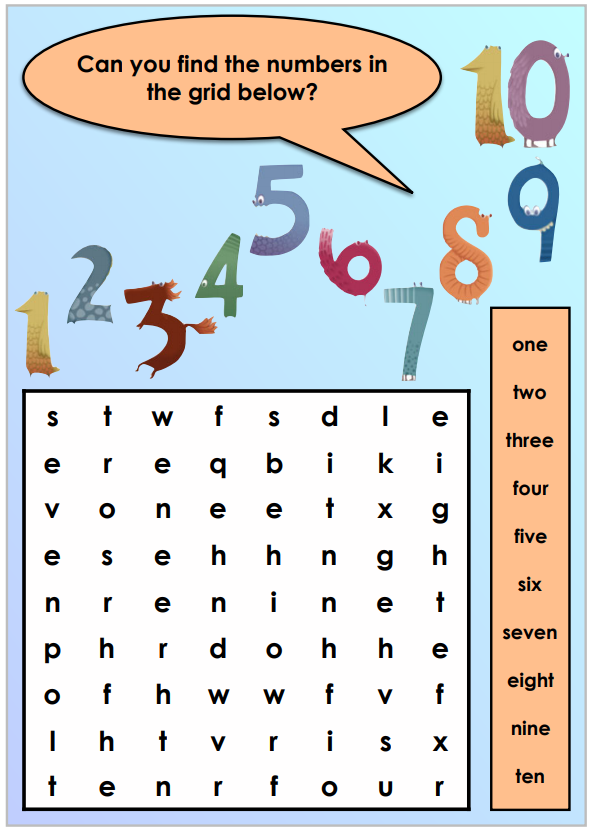 Can you find the numbers in
the grid below?
10
9
8
7
6
5
4
3
2
1
one
two
three
four
five
six
seven
eight
nine
ten
s t w f s d l e
e r e q b i k i
v o n e e t x g
e s e h h n g h
n r e n i n e t
p h r d o h h e
o f h w w f v f
l h t v r i s x
t e n r f o u r